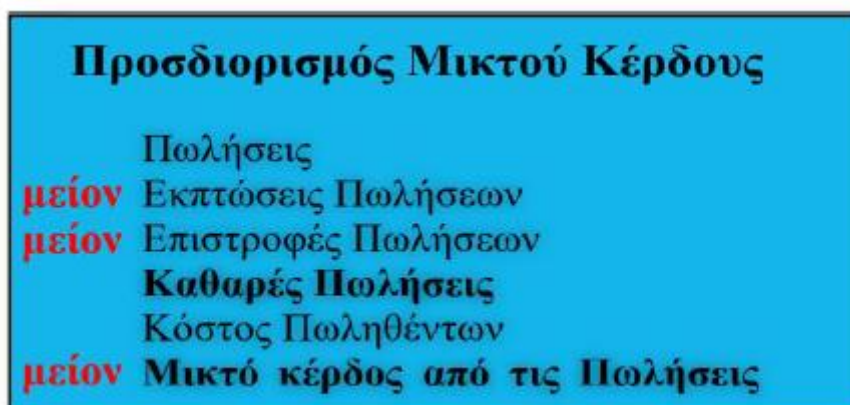 Προσδιορισμός Μικτού Κέρδους
Πωλήσεις
μείον Εκπτώσεις Πωλήσεων
μείον Επιστροφές Πωλήσεων
Καθαρές Πωλήσεις
Κόστος Πωληθέντων
μείον Μικτό κέρδος από τις Πωλήσεις